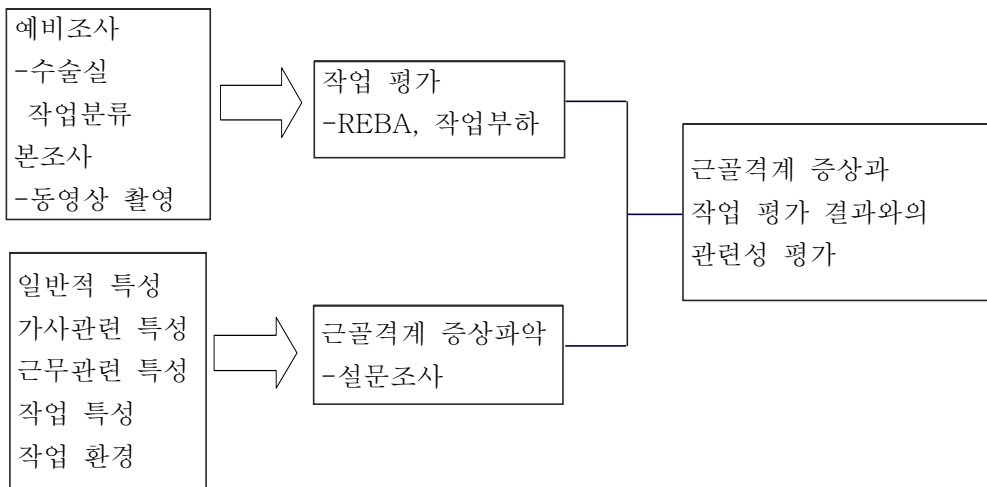 예비조사
-수술실
작업분류
본조사
-동영상 촬영
작업 평가
-REBA, 작업부하
일반적 특성
가사관련 특성
근무관련 특성
작업 특성
작업 환경
근골격계 증상파악
-설문조사
근골격계 증상과
작업 평가 결과와의
관련성 평가